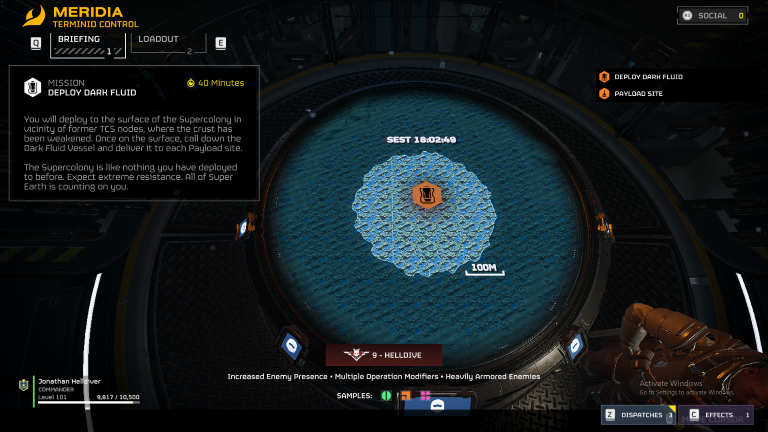 MERIDIA
TERMINID CONTROL
SOCIAL 0
Q BRIEFING 1 LOADOUT 2 E
MISSION
DEPLOY DARK FLUID
40 Minutes
You will deploy to the surface of the Supercolony in
vicinity of former TCS nodes, where the crust has
been weakened. Once on the surface, call down the
Dark Fluid Vessel and deliver it to each Payload site.
The Supercolony is like nothing you have deployed
to before. Expect extreme resistance. All of Super
Earth is counting on you.
DEPLOY DARK FLUID
PAYLOAD SITE
SEST 18:02:49
100M
9 - HELLDIVE
Increased Enemy Presence • Multiple Operation Modifiers • Heavily Armored Enemies
SAMPLES:
Jonathan Helldiver
COMMANDER
Level 101 9,817 / 10,500
Activate Windows
Go to Settings to activate Windows.
Z DISPATCHES 3 C EFFECTS 1
CURSOR